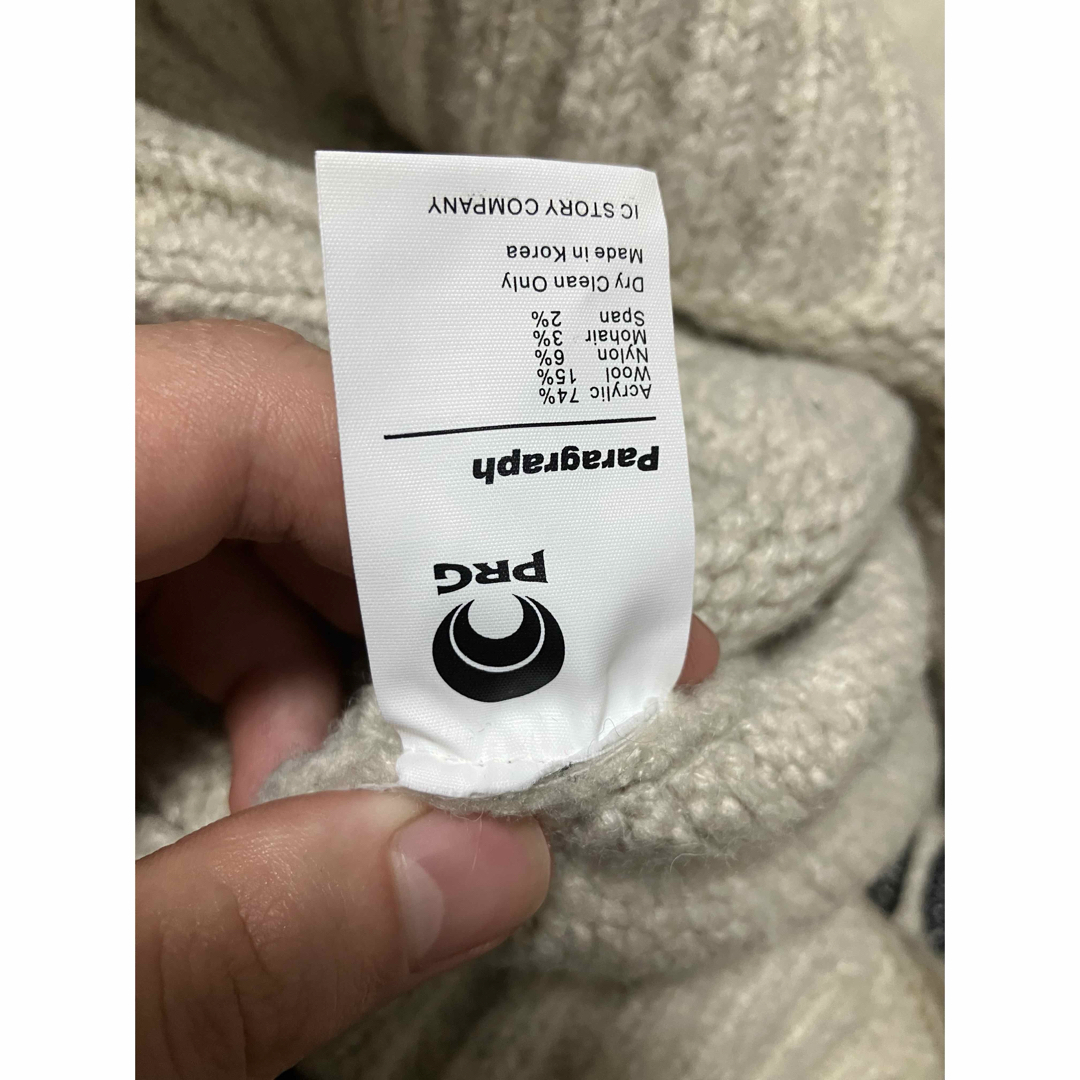 PRG
Paragraph
Acrylic 74%
Wool 15%
Nylon 6%
Mohair 3%
Span 2%
Dry Clean Only
Made in Korea
IC STORY COMPANY